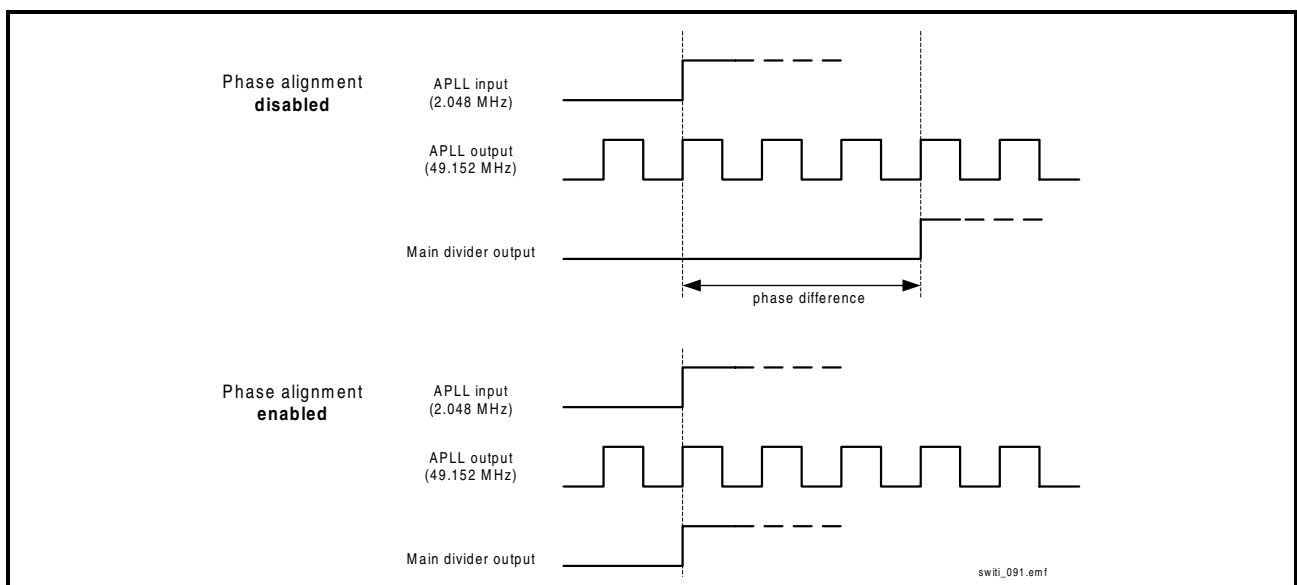 Phase alignment
disabled
APLL input
(2.048 MHz)
APLL output
(49.152 MHz)
Main divider output
phase difference
Phase alignment
enabled
APLL input
(2.048 MHz)
APLL output
(49.152 MHz)
Main divider output
switi_091.emf